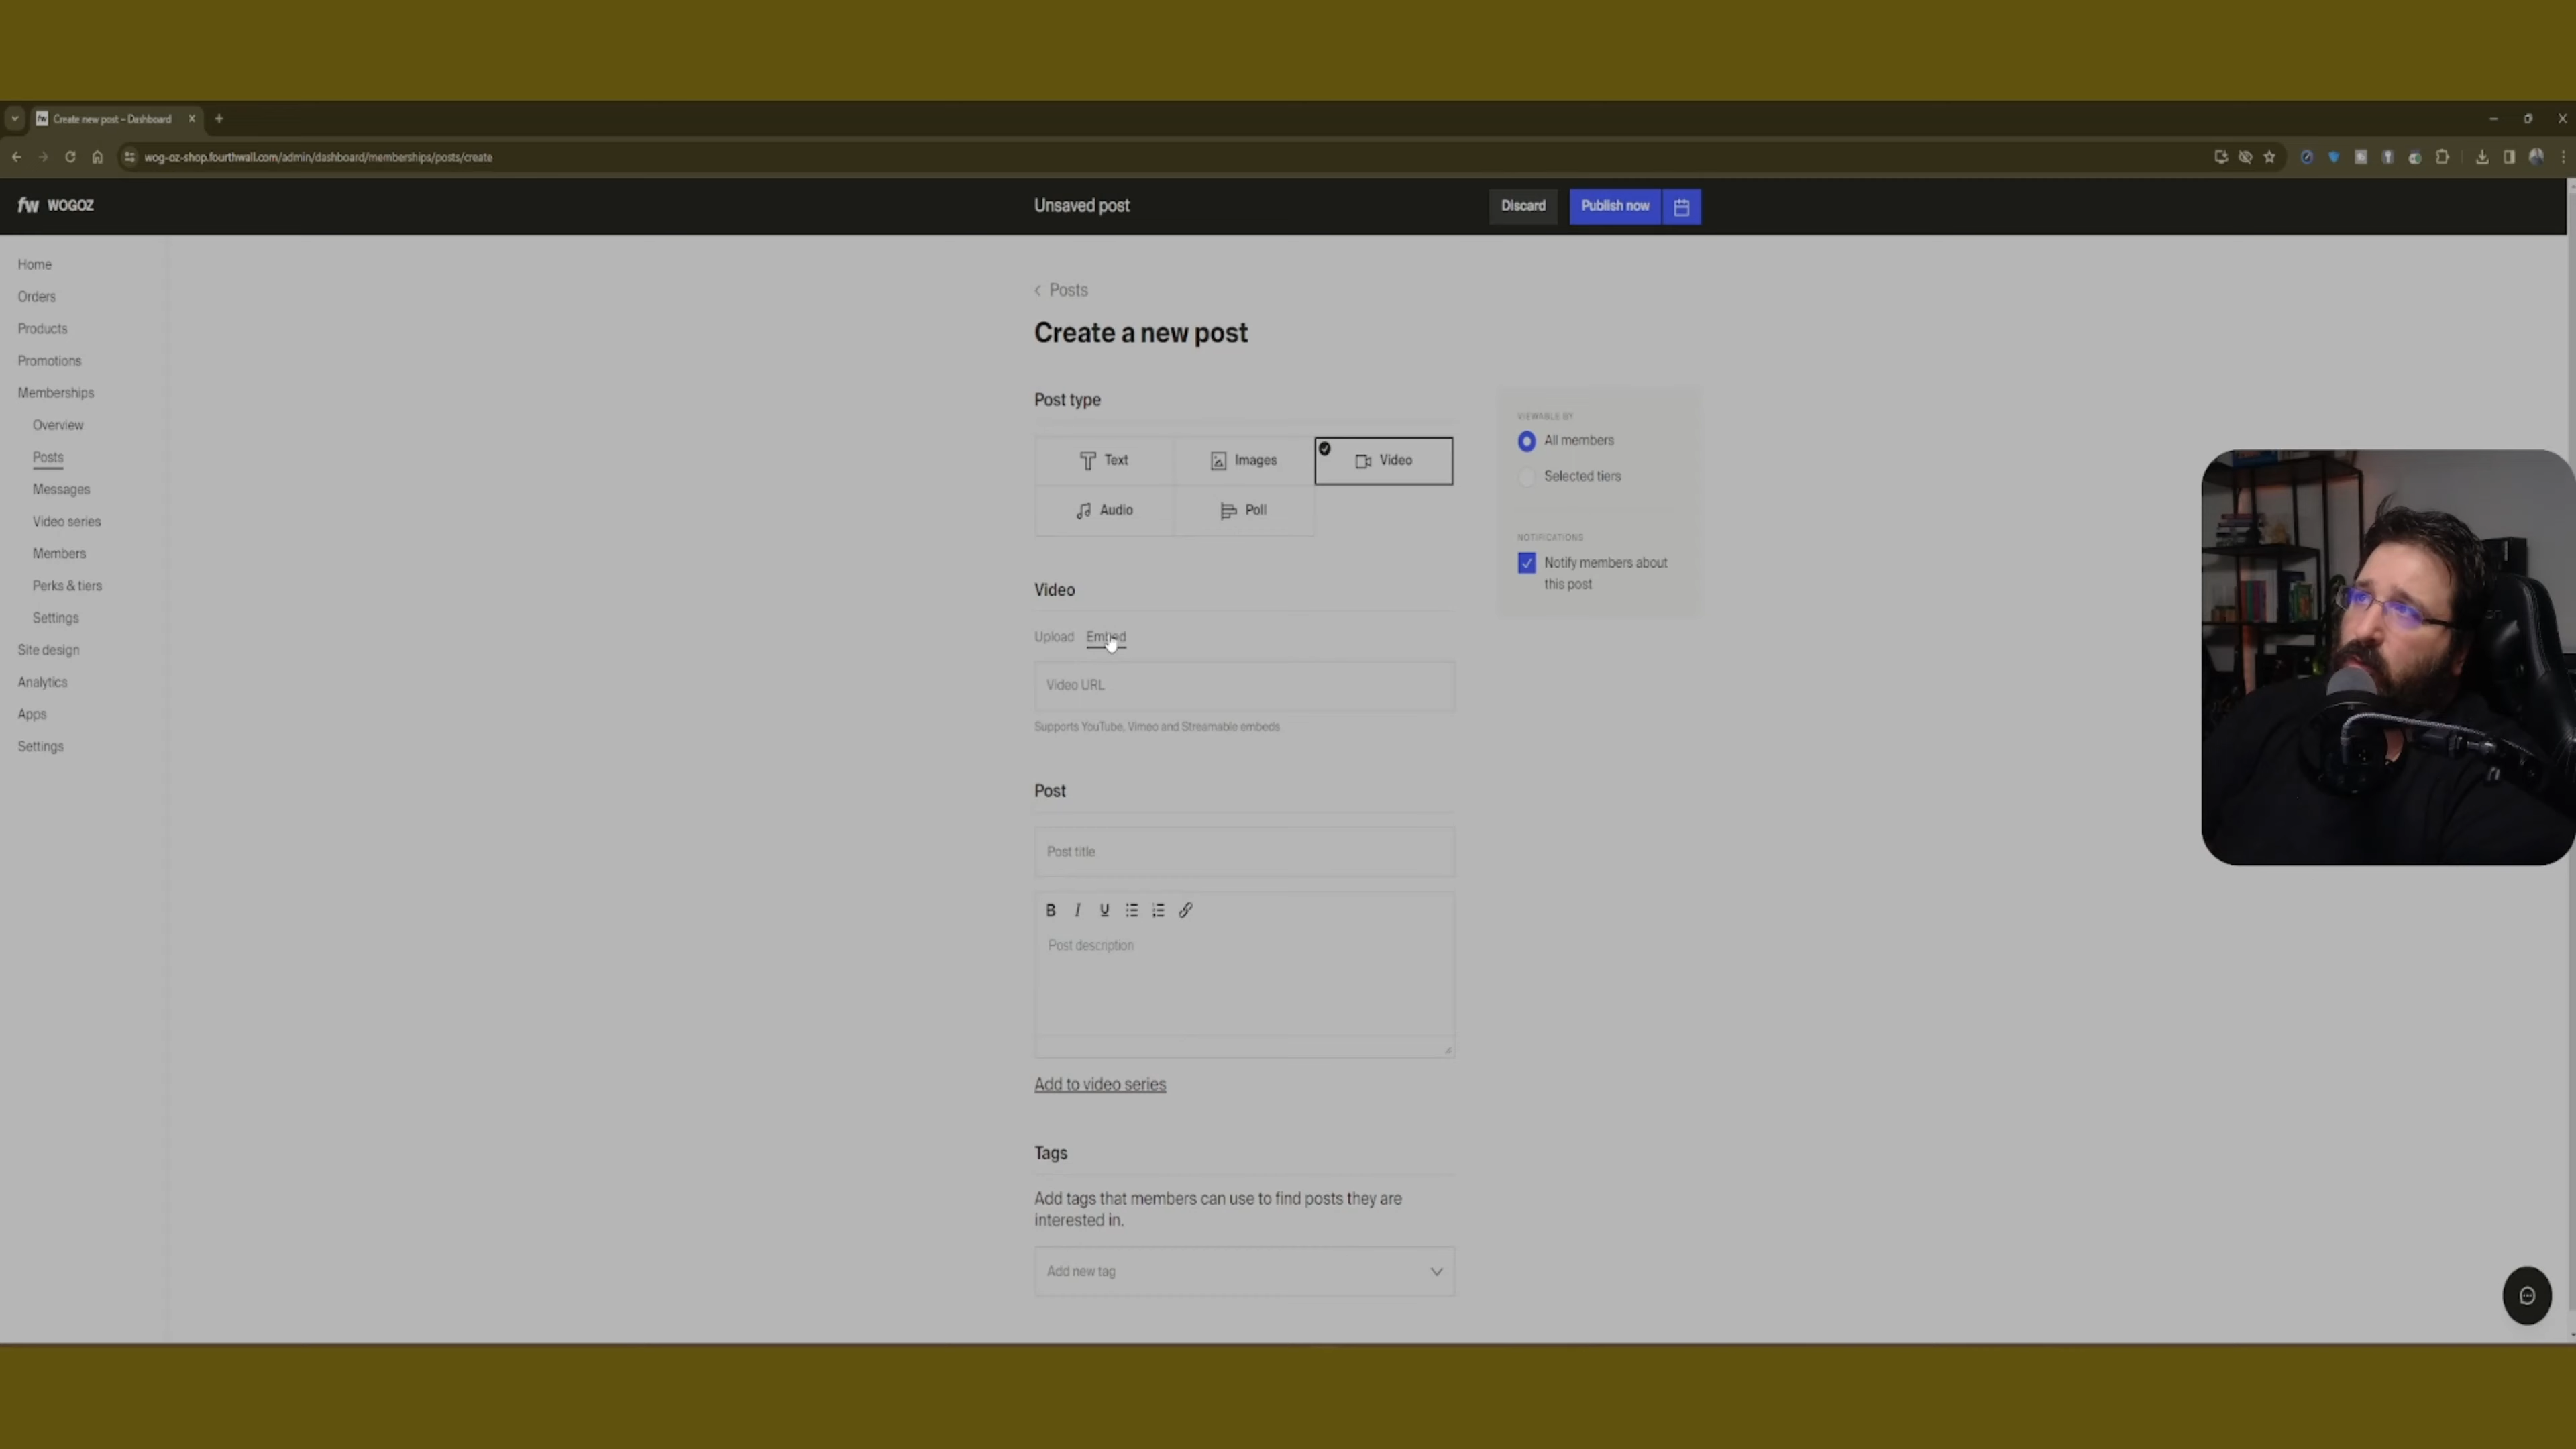 Create new post – Dashboard
wog-oz-shop.fourthwall.com/admin/dashboard/memberships/posts/create
fw WOGOZ
Unsaved post
Discard
Publish now
Home
Orders
Products
Promotions
Memberships
Overview
Posts
Messages
Video series
Members
Perks & tiers
Settings
Site design
Analytics
Apps
Settings
Posts
Create a new post
Post type
Text
Images
Video
Audio
Poll
VIEWABLE BY
All members
Selected tiers
NOTIFICATIONS
Notify members about
this post
Video
Upload
Embed
Video URL
Supports YouTube, Vimeo and Streamable embeds
Post
Post title
B I U
Post description
Add to video series
Tags
Add tags that members can use to find posts they are
interested in.
Add new tag